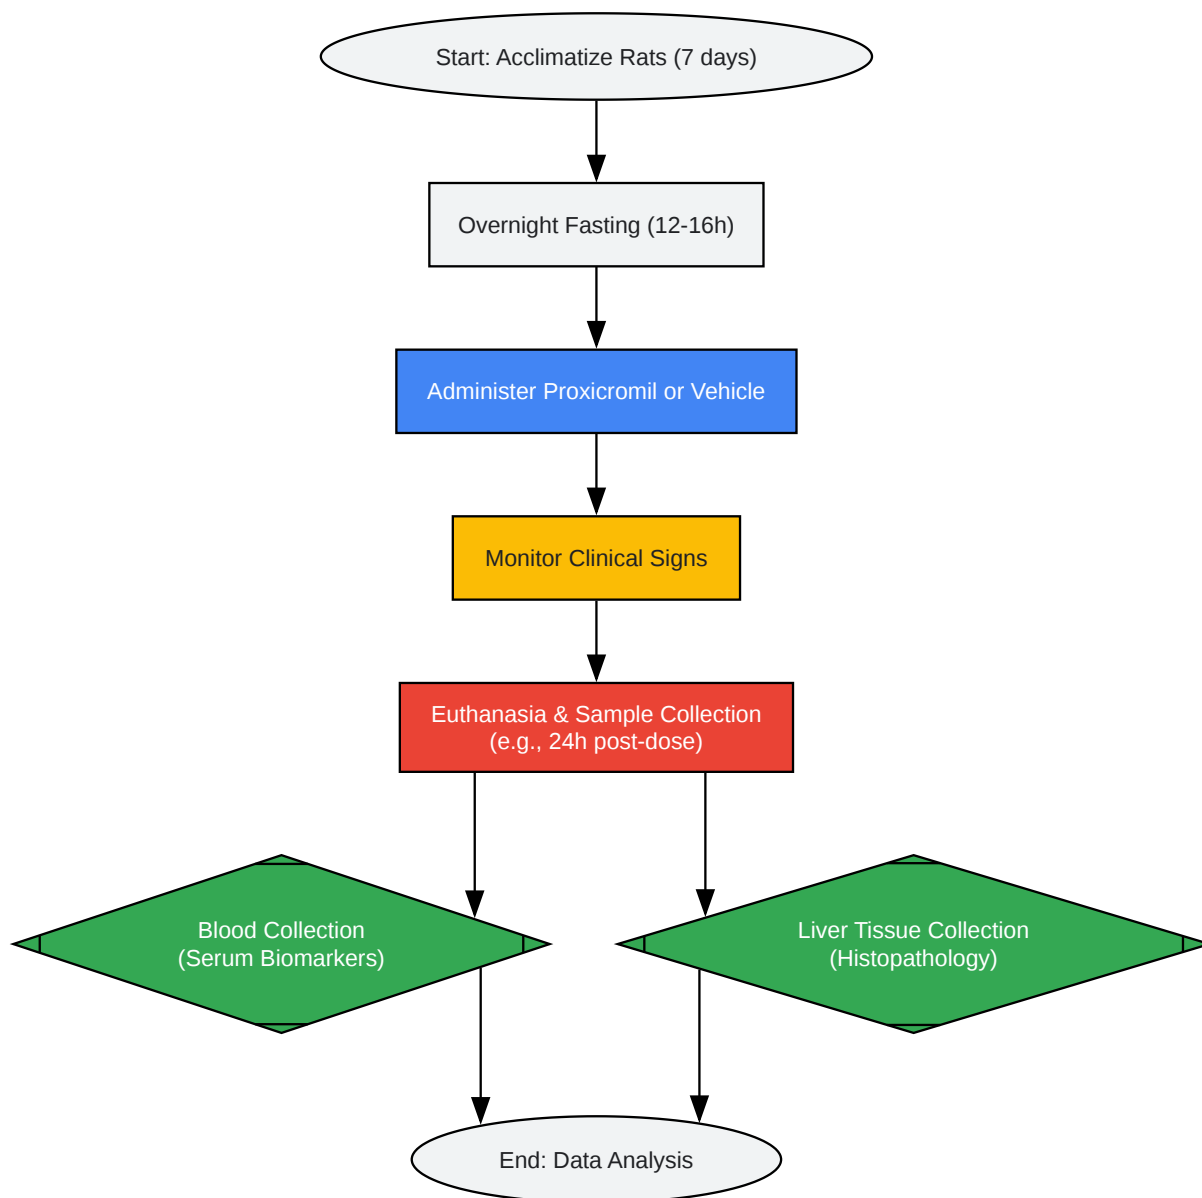 Start: Acclimatize Rats (7 days)
Overnight Fasting (12-16h)
Administer Proxicromil or Vehicle
Monitor Clinical Signs
Euthanasia & Sample Collection
(e.g., 24h post-dose)
Blood Collection
(Serum Biomarkers)
Liver Tissue Collection
(Histopathology)
End: Data Analysis